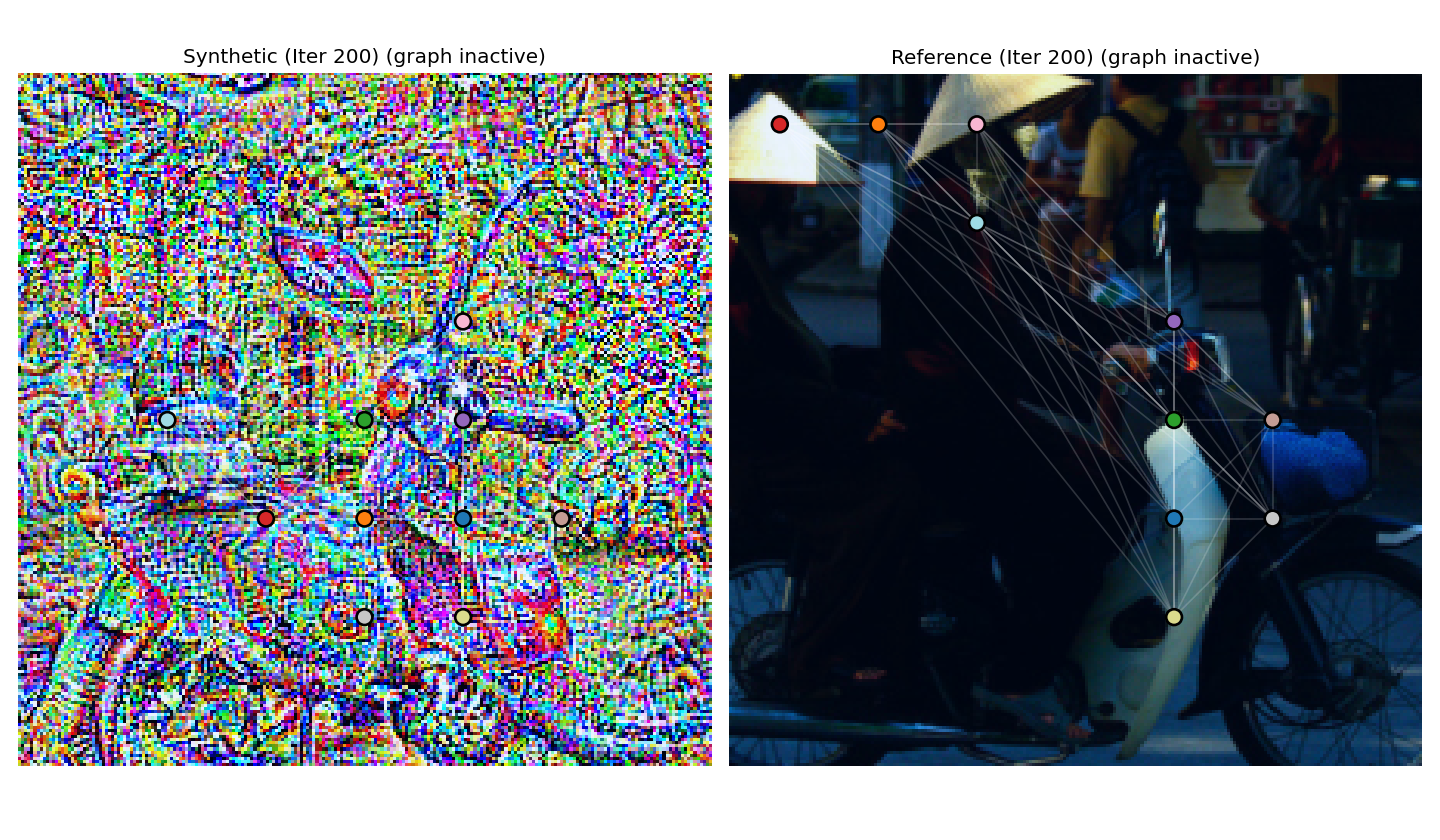 Synthetic (Iter 200) (graph inactive)
Reference (Iter 200) (graph inactive)